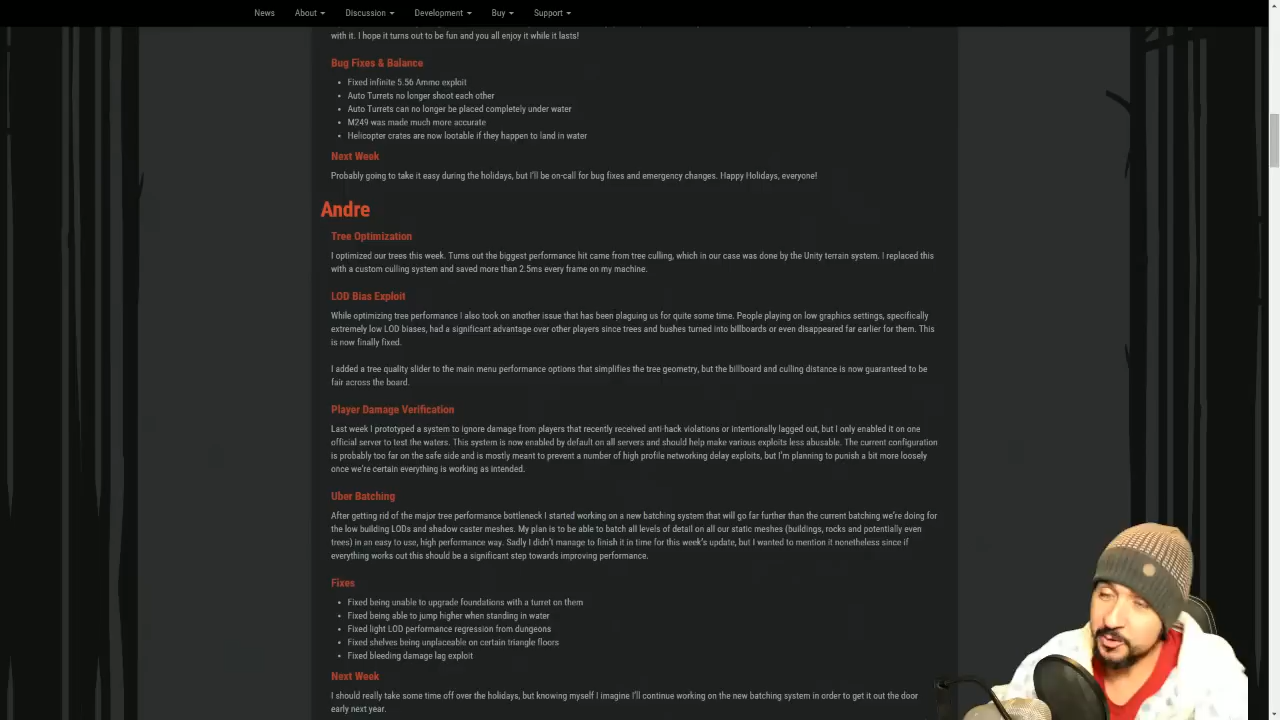 News About Discussion Development Buy Support
with it. I hope it turns out to be fun and you all enjoy it while it lasts!
Bug Fixes & Balance
• Fixed infinite 5.56 Ammo exploit
• Auto Turrets no longer shoot each other
• Auto Turrets can no longer be placed completely under water
• M249 was made much more accurate
• Helicopter crates are now lootable if they happen to land in water
Next Week
Probably going to take it easy during the holidays, but I'll be on-call for bug fixes and emergency changes. Happy Holidays, everyone!
Andre
Tree Optimization
I optimized our trees this week. Turns out the biggest performance hit came from tree culling, which in our case was done by the Unity terrain system. I replaced this
with a custom culling system and saved more than 2.5ms every frame on my machine.
LOD Bias Exploit
While optimizing tree performance I also took on another issue that has been plaguing us for quite some time. People playing on low graphics settings, specifically
extremely low LOD biases, had a significant advantage over other players since trees and bushes turned into billboards or even disappeared far earlier for them. This
is now finally fixed.
I added a tree quality slider to the main menu performance options that simplifies the tree geometry, but the billboard and culling distance is now guaranteed to be
fair across the board.
Player Damage Verification
Last week I prototyped a system to ignore damage from players that recently received anti-hack violations or intentionally lagged out, but I only enabled it on one
official server to test the waters. This system is now enabled by default on all servers and should help make various exploits less abusable. The current configuration
is probably too far on the safe side and is mostly meant to prevent a number of high profile networking delay exploits, but I'm planning to punish a bit more loosely
once we're certain everything is working as intended.
Uber Batching
After getting rid of the major tree performance bottleneck I started working on a new batching system that will go far further than the current batching we're doing for
the low building LODs and shadow caster meshes. My plan is to be able to batch all levels of detail on all our static meshes (buildings, rocks and potentially even
trees) in an easy to use, high performance way. Sadly I didn't manage to finish it in time for this week's update, but I wanted to mention it nonetheless since if
everything works out this should be a significant step towards improving performance.
Fixes
• Fixed being unable to upgrade foundations with a turret on them
• Fixed being able to jump higher when standing in water
• Fixed light LOD performance regression from dungeons
• Fixed shelves being unplaceable on certain triangle floors
• Fixed bleeding damage lag exploit
Next Week
I should really take some time off over the holidays, but knowing myself I imagine I'll continue working on the new batching system in order to get it out the door
early next year.